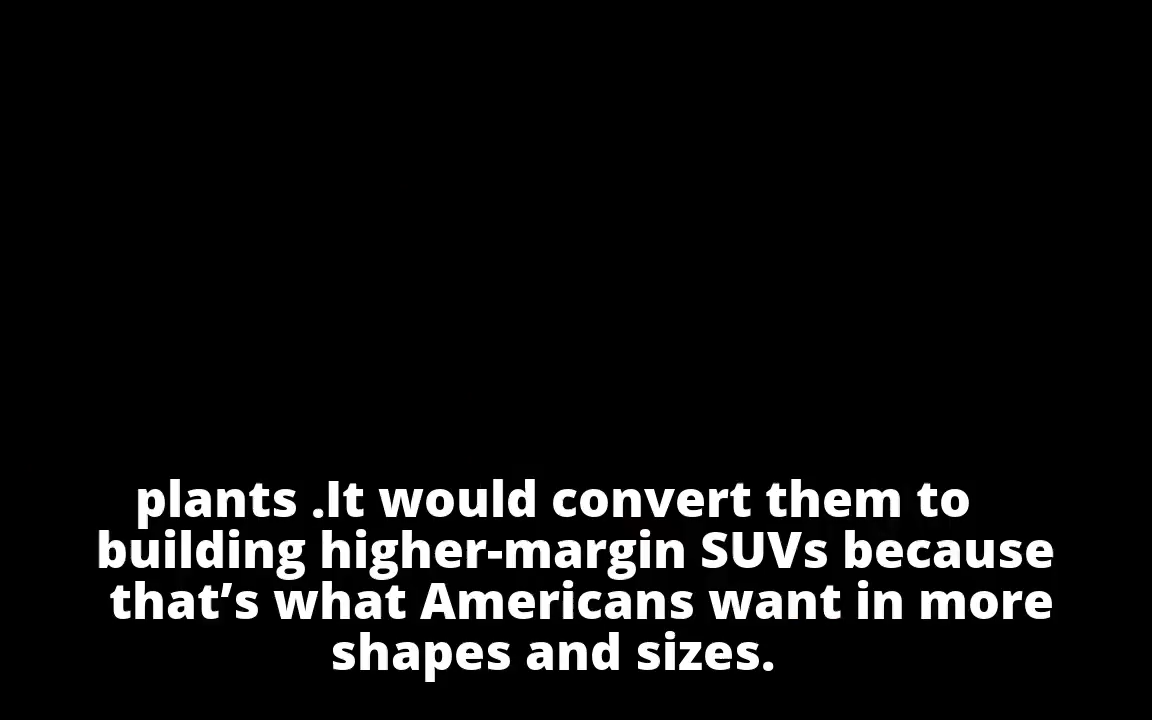 plants .It would convert them to
building higher-margin SUVs because
that’s what Americans want in more
shapes and sizes.